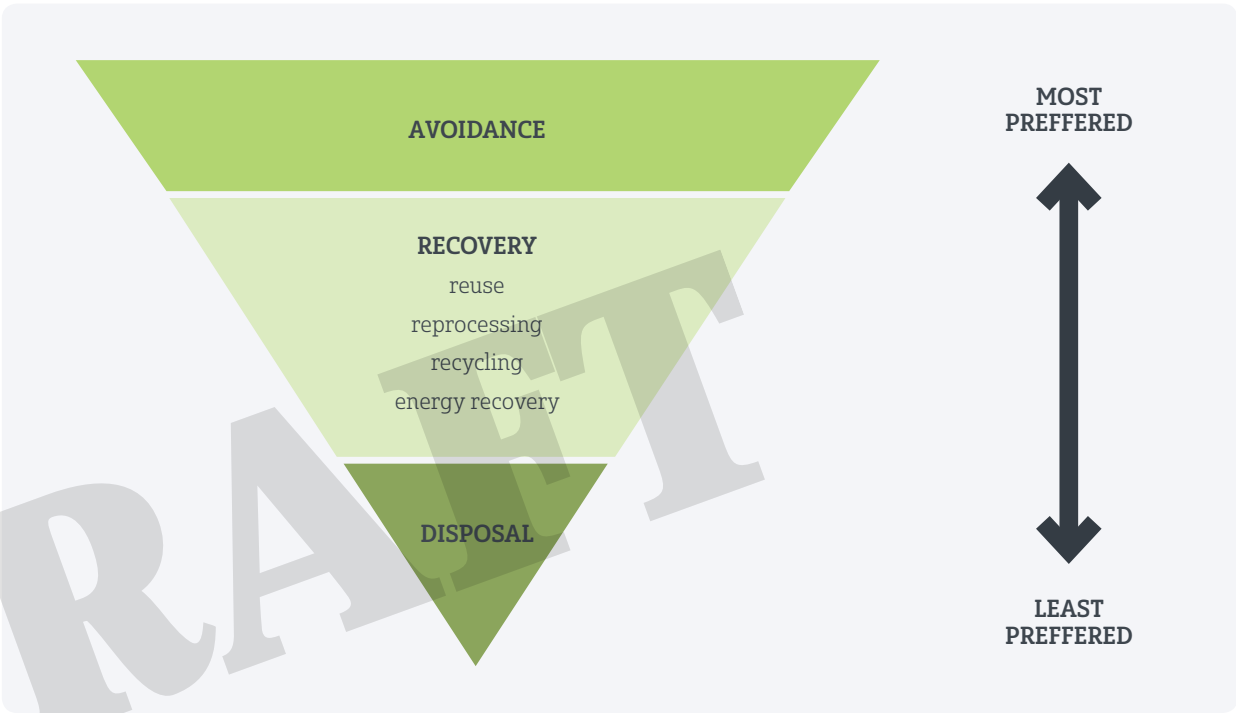 AVOIDANCE
RECOVERY
reuse
reprocessing
recycling
energy recovery
DISPOSAL
MOST
PREFFERED
LEAST
PREFFERED
RAFT